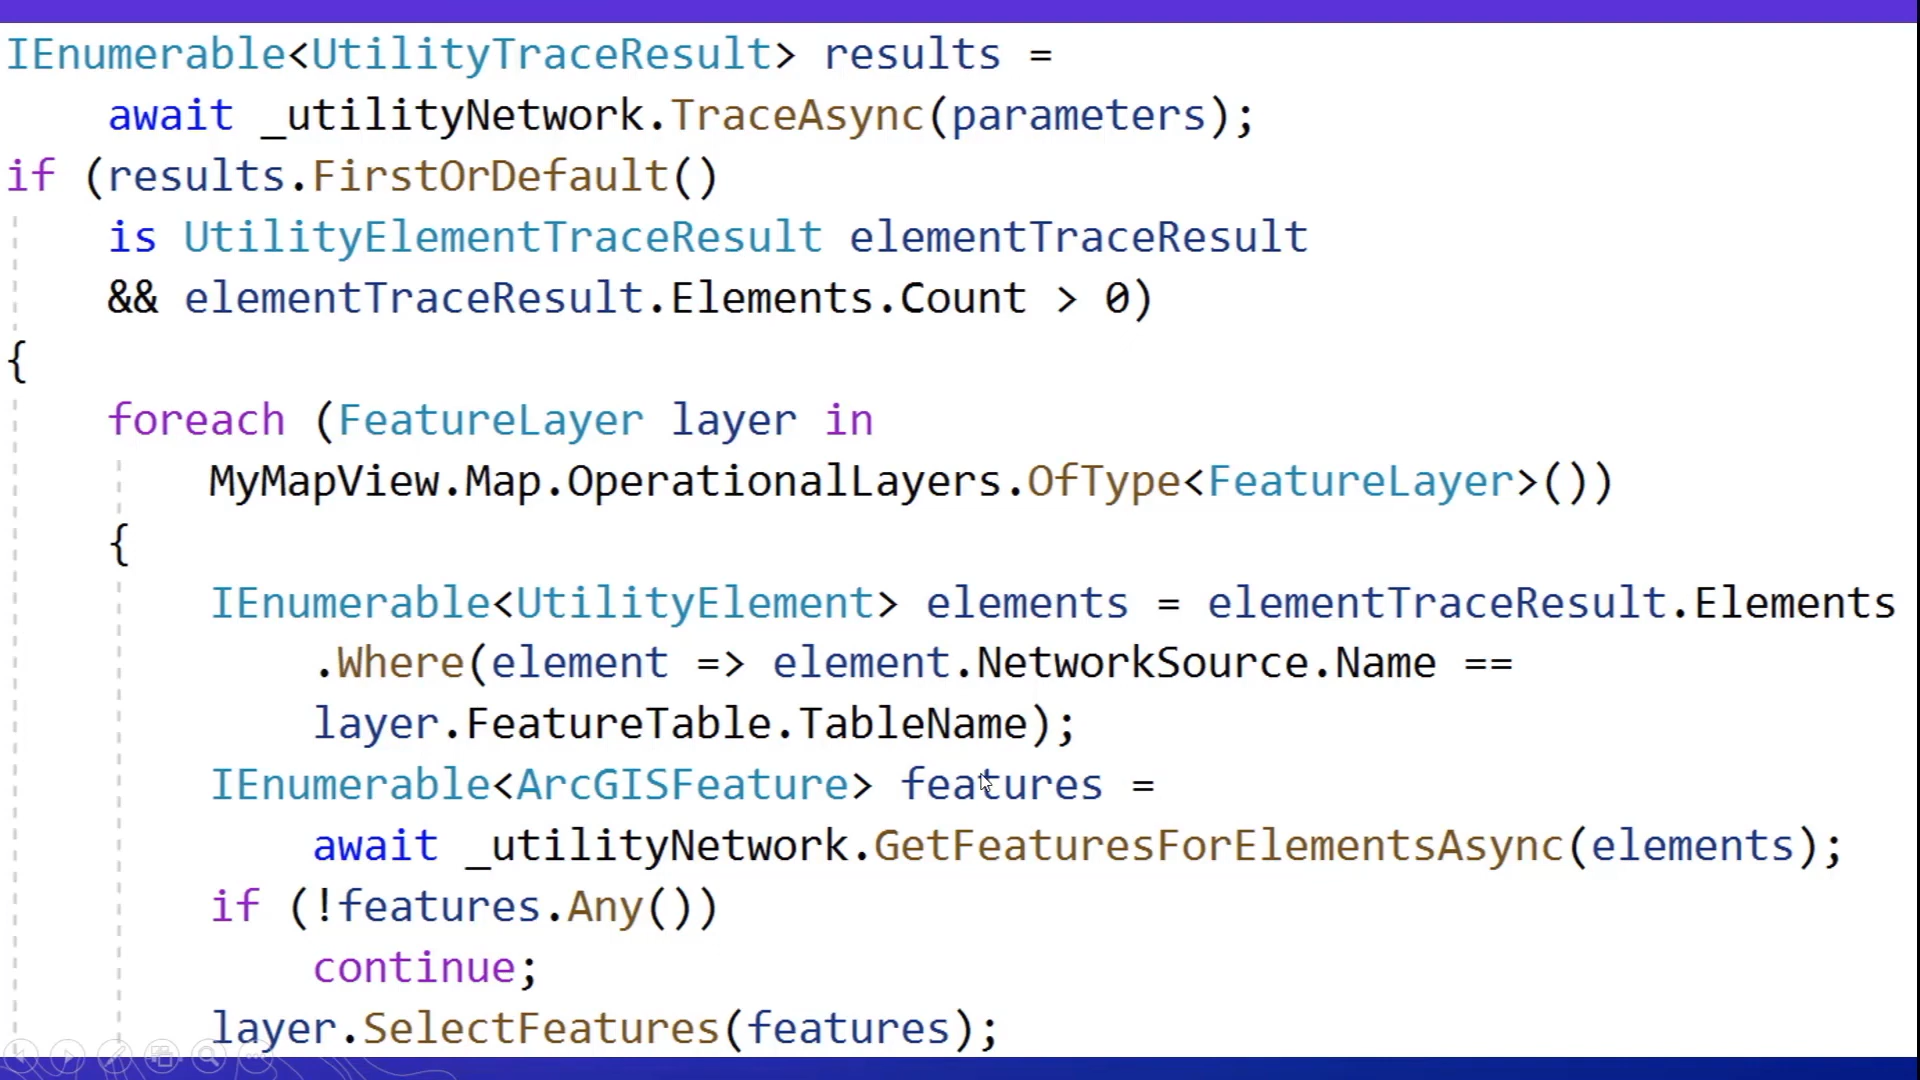 IEnumerable<UtilityTraceResult> results =
    await _utilityNetwork.TraceAsync(parameters);
if (results.FirstOrDefault()
    is UtilityElementTraceResult elementTraceResult
    && elementTraceResult.Elements.Count > 0)
{
    foreach (FeatureLayer layer in
        MyMapView.Map.OperationalLayers.OfType<FeatureLayer>())
    {
        IEnumerable<UtilityElement> elements = elementTraceResult.Elements
            .Where(element => element.NetworkSource.Name ==
            layer.FeatureTable.TableName);
        IEnumerable<ArcGISFeature> features =
            await _utilityNetwork.GetFeaturesForElementsAsync(elements);
        if (!features.Any())
            continue;
        layer.SelectFeatures(features);